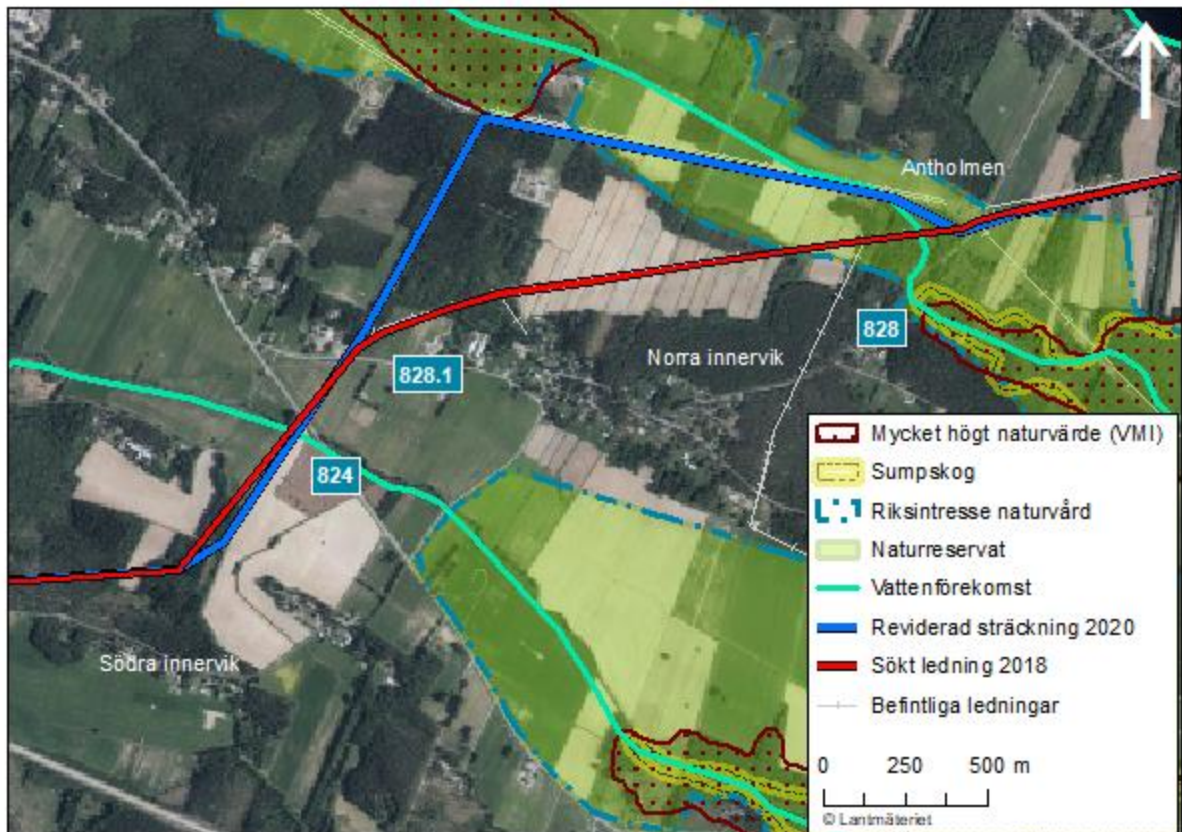 Antholmen
Norra innervik
828
828.1
824
Södra innervik
Mycket högt naturvärde (VMI)
Sumpskog
Riksintresse naturvård
Naturreservat
Vattenförekomst
Reviderad sträckning 2020
Sökt ledning 2018
Befintliga ledningar
0 250 500 m
© Lantmäteriet